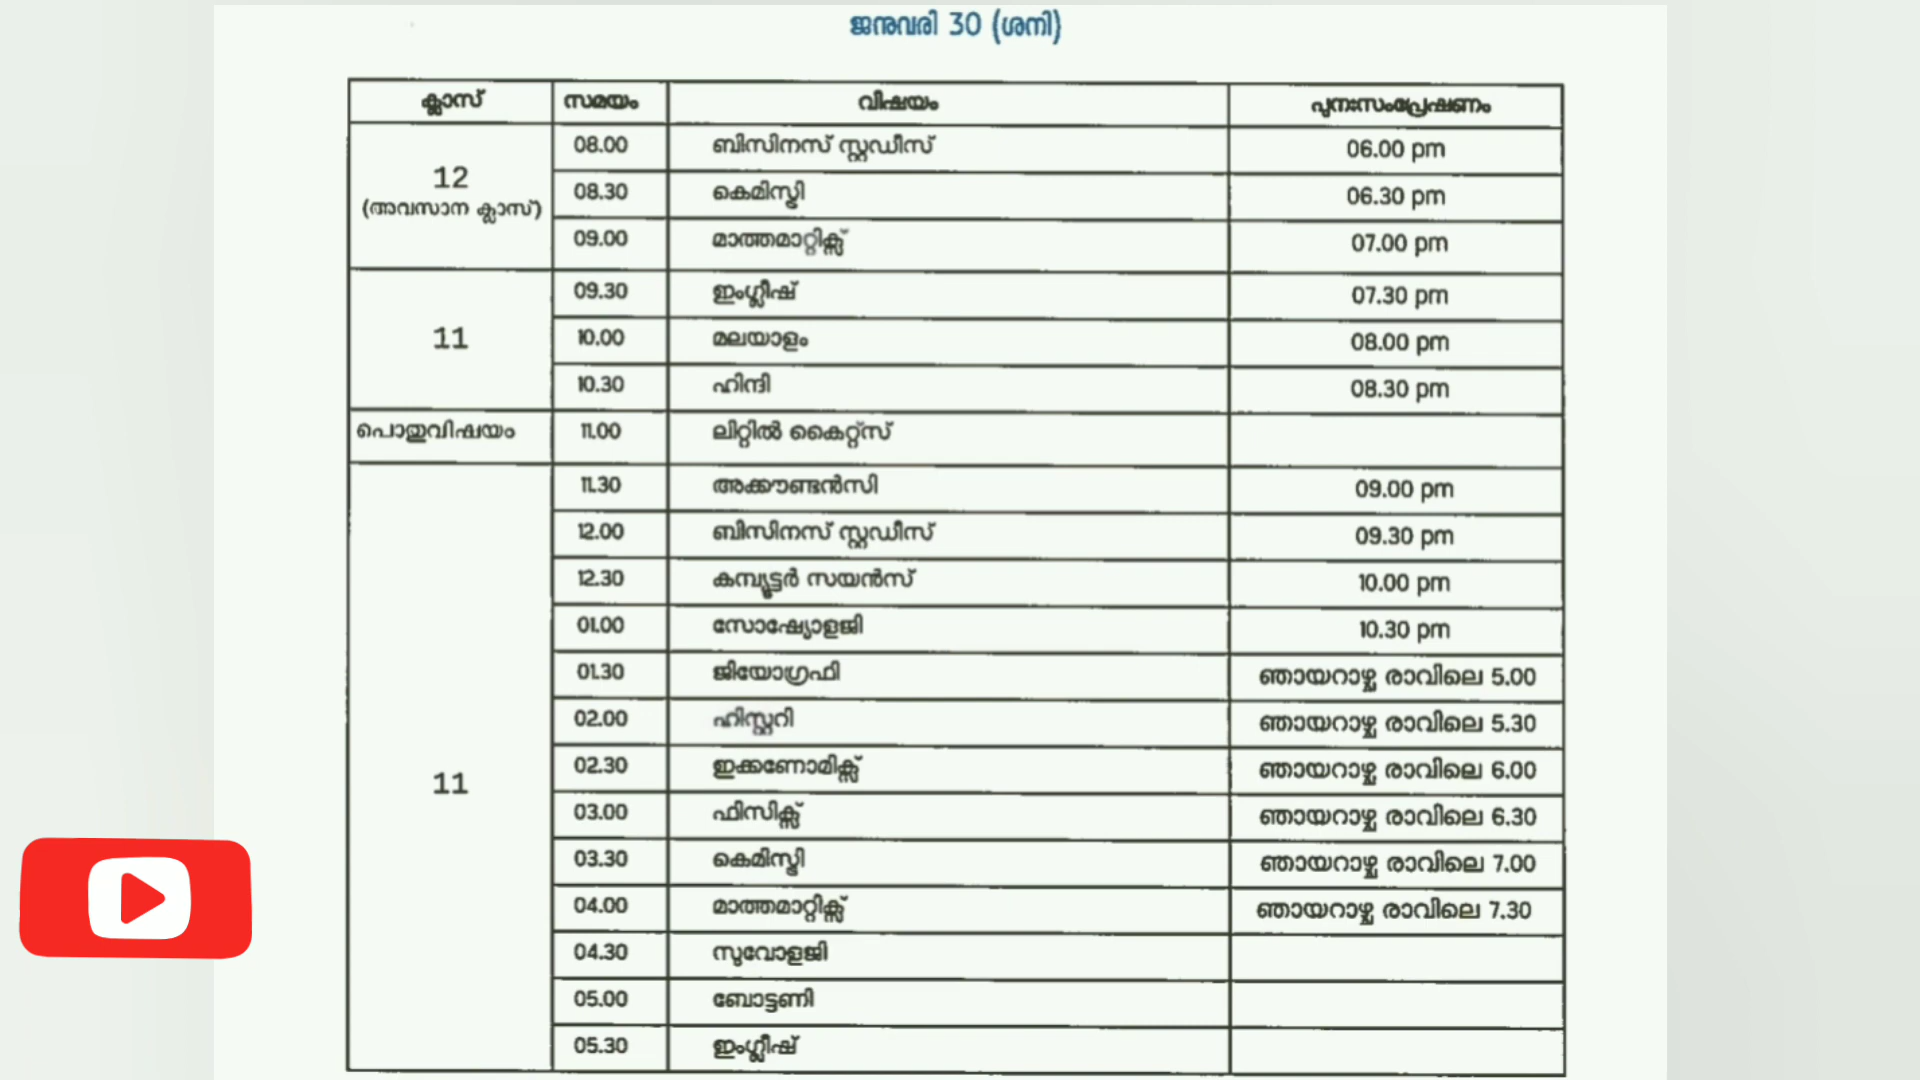 ജനുവരി 30 (ശനി)
ക്ലാസ് സമയം വിഷയം പുനഃസംപ്രേഷണം
12 (അവസാന ക്ലാസ്) 08.00 ബിസിനസ് സ്റ്റഡീസ് 06.00 pm
08.30 കെമിസ്ട്രി 06.30 pm
09.00 മാത്തമാറ്റിക്സ് 07.00 pm
11 09.30 ഇംഗ്ലീഷ് 07.30 pm
10.00 മലയാളം 08.00 pm
10.30 ഹിന്ദി 08.30 pm
പൊതുവിഷയം 11.00 ലിറ്റിൽ കൈറ്റ്സ്
11 11.30 അക്കൗണ്ടൻസി 09.00 pm
12.00 ബിസിനസ് സ്റ്റഡീസ് 09.30 pm
12.30 കമ്പ്യൂട്ടർ സയൻസ് 10.00 pm
01.00 സോഷ്യോളജി 10.30 pm
01.30 ജിയോഗ്രഫി ഞായറാഴ്ച രാവിലെ 5.00
02.00 ഹിസ്റ്ററി ഞായറാഴ്ച രാവിലെ 5.30
02.30 ഇക്കണോമിക്സ് ഞായറാഴ്ച രാവിലെ 6.00
03.00 ഫിസിക്സ് ഞായറാഴ്ച രാവിലെ 6.30
03.30 കെമിസ്ട്രി ഞായറാഴ്ച രാവിലെ 7.00
04.00 മാത്തമാറ്റിക്സ് ഞായറാഴ്ച രാവിലെ 7.30
04.30 സുവോളജി
05.00 ബോട്ടണി
05.30 ഇംഗ്ലീഷ്